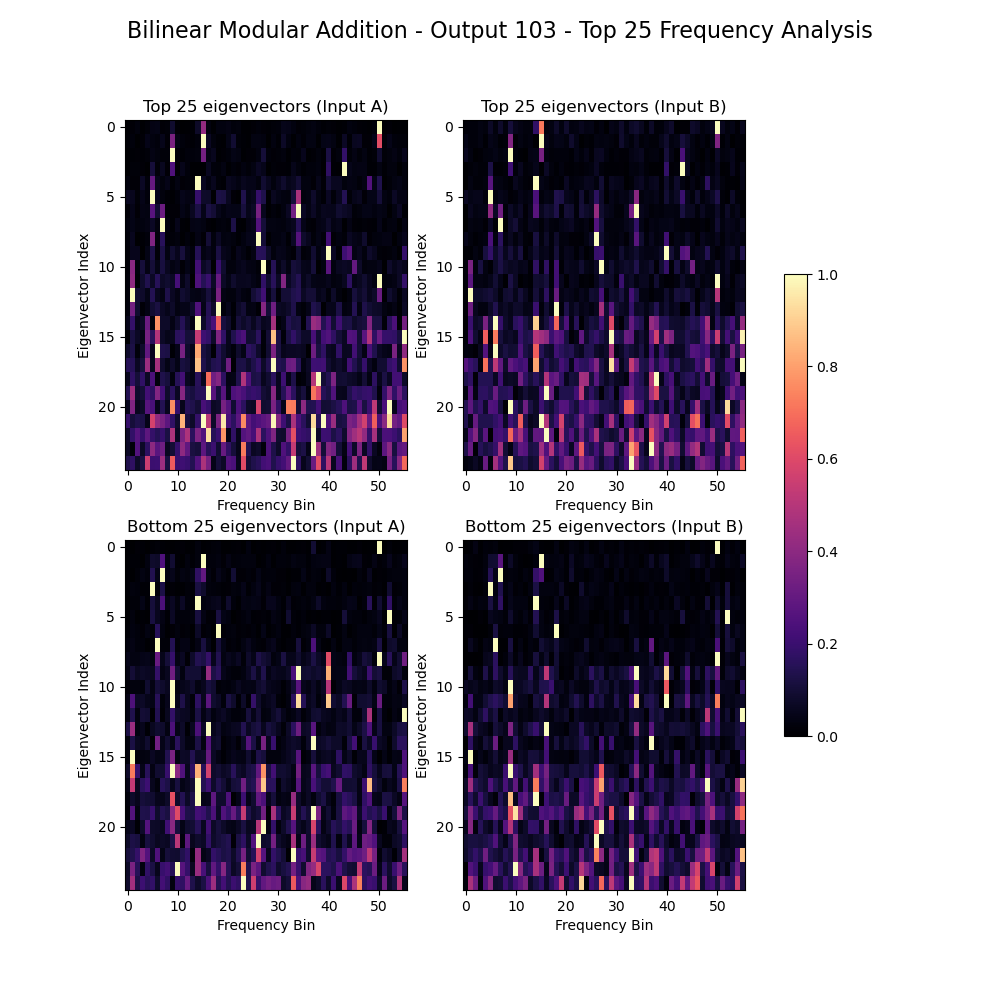 Bilinear Modular Addition - Output 103 - Top 25 Frequency Analysis
Top 25 eigenvectors (Input A)
Top 25 eigenvectors (Input B)
0
5
10
15
20
Eigenvector Index
0 10 20 30 40 50
Frequency Bin
0
5
10
15
20
Eigenvector Index
0 10 20 30 40 50
Frequency Bin
Bottom 25 eigenvectors (Input A)
Bottom 25 eigenvectors (Input B)
0
5
10
15
20
Eigenvector Index
0 10 20 30 40 50
Frequency Bin
0
5
10
15
20
Eigenvector Index
0 10 20 30 40 50
Frequency Bin
1.0
0.8
0.6
0.4
0.2
0.0